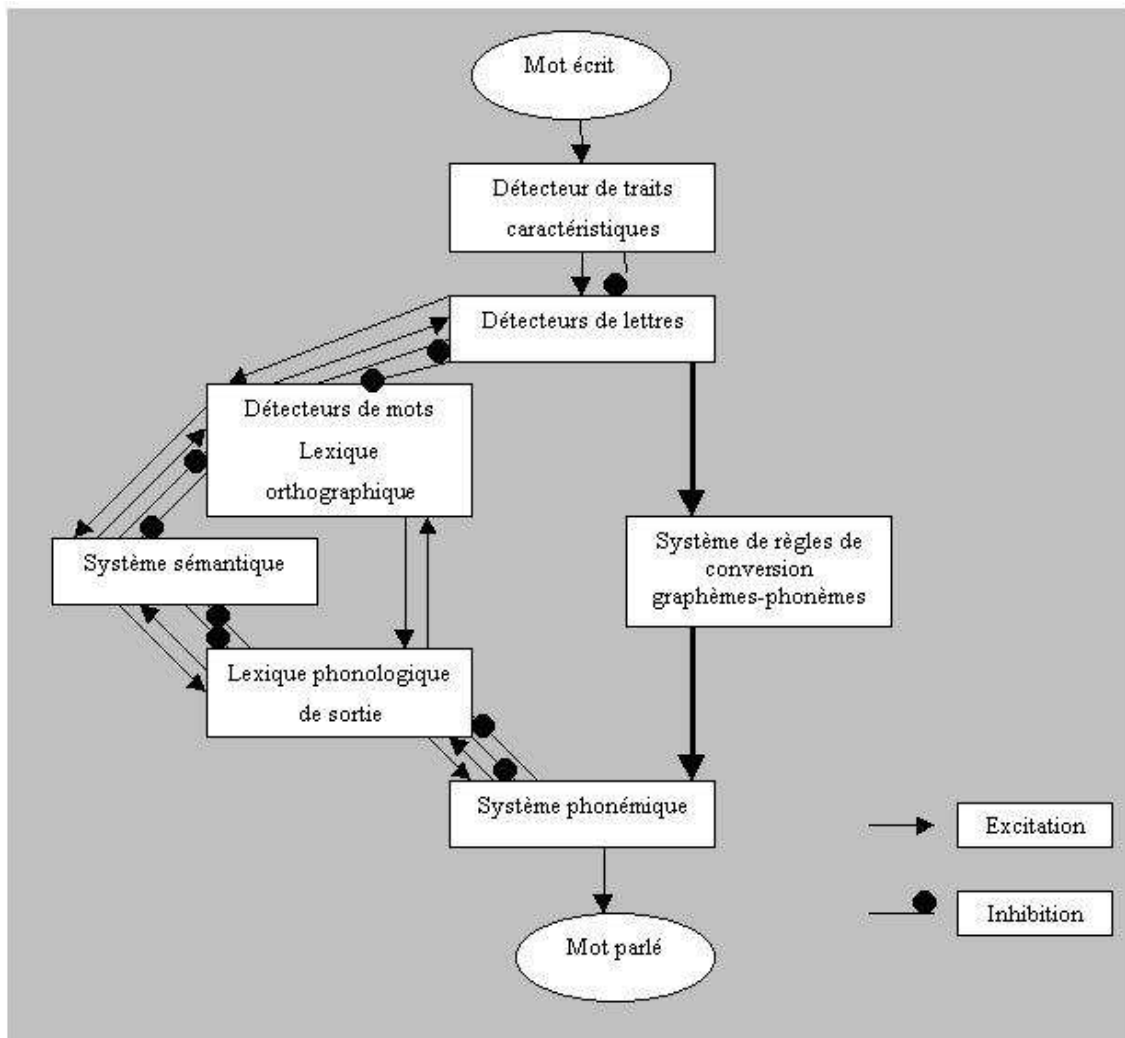 Mot écrit
Détecteur de traits
caractéristiques
Détecteurs de lettres
Détecteurs de mots
Lexique
orthographique
Système sémantique
Système de règles de
conversion
graphèmes-phonèmes
Lexique phonologique
de sortie
Système phonémique
Excitation
Inhibition
Mot parlé